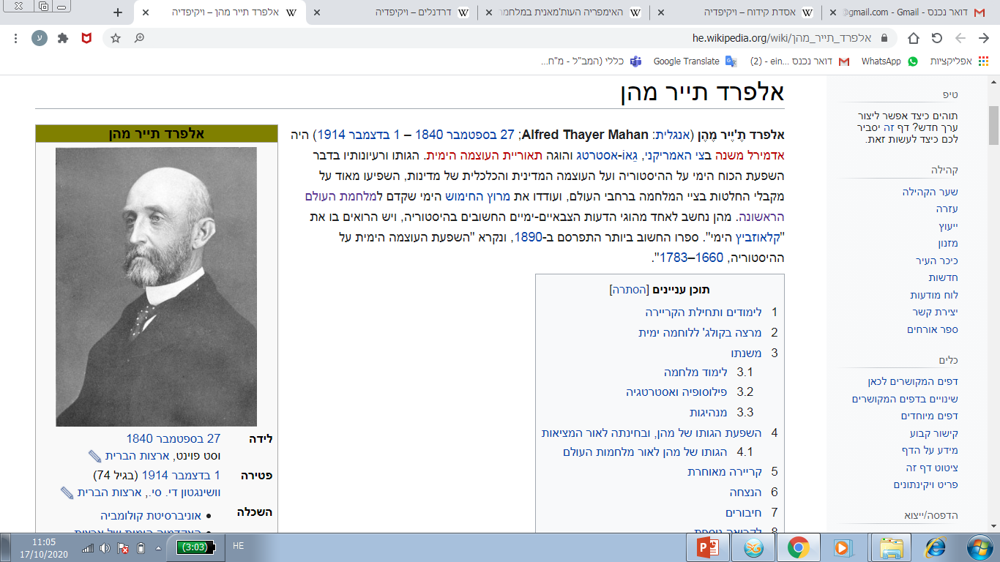 דואר נכנס - Gmail - @gmail.com
אסדת קידוח – ויקיפדיה
האימפריה העות'מאנית במלחמו
דרדנלים – ויקיפדיה
אלפרד תייר מהן – ויקיפדיה
he.wikipedia.org/wiki/אלפרד_תייר_מהן
ע
אפליקציות
WhatsApp
דואר נכנס (2) - ein...
Google Translate
כללי (המב"ל - מ"ח...
טיפ
תוהים כיצד אפשר ליצור
ערך חדש? דף זה יסביר
לכם כיצד לעשות זאת.
קהילה
שער הקהילה
עזרה
ייעוץ
מזנון
כיכר העיר
חדשות
לוח מודעות
יצירת קשר
ספר אורחים
כלים
דפים המקושרים לכאן
שינויים בדפים המקושרים
דפים מיוחדים
קישור קבוע
מידע על הדף
ציטוט דף זה
פריט ויקינתונים
הדפסה/ייצוא
אלפרד תייר מהן
אלפרד תֶ'יֶיר מֶהֶן (אנגלית: Alfred Thayer Mahan; 27 בספטמבר 1840 – 1 בדצמבר 1914) היה
אדמירל משנה בצי האמריקני, גֵאוֹ-אסטרטג והוגה תאוריית העוצמה הימית. הגותו ורעיונותיו בדבר
השפעת הכוח הימי על ההיסטוריה ועל העוצמה המדינית והכלכלית של מדינות, השפיעו מאוד על
מקבלי החלטות בציי המלחמה ברחבי העולם, ועודדו את מרוץ החימוש הימי שקדם למלחמת העולם
הראשונה. מהן נחשב לאחד מהוגי הדעות הצבאיים-ימיים החשובים בהיסטוריה, ויש הרואים בו את
"קלאוזביץ הימי". ספרו החשוב ביותר התפרסם ב-1890, ונקרא "השפעת העוצמה הימית על
ההיסטוריה, 1660–1783".
תוכן עניינים [הסתרה]
1 לימודים ותחילת הקריירה
2 מרצה בקולג' ללוחמה ימית
3 משנתו
3.1 לימוד מלחמה
3.2 פילוסופיה ואסטרטגיה
3.3 מנהיגות
4 השפעת הגותו של מהן, ובחינתה לאור המציאות
4.1 הגותו של מהן לאור מלחמות העולם
5 קריירה מאוחרת
6 הנצחה
7 חיבורים
8 לקריאה נוספת
אלפרד תייר מהן
לידה 27 בספטמבר 1840
וסט פוינט, ארצות הברית
פטירה 1 בדצמבר 1914 (בגיל 74)
וושינגטון די. סי., ארצות הברית
השכלה • אוניברסיטת קולומביה
HE
(3:03)
11:05
17/10/2020